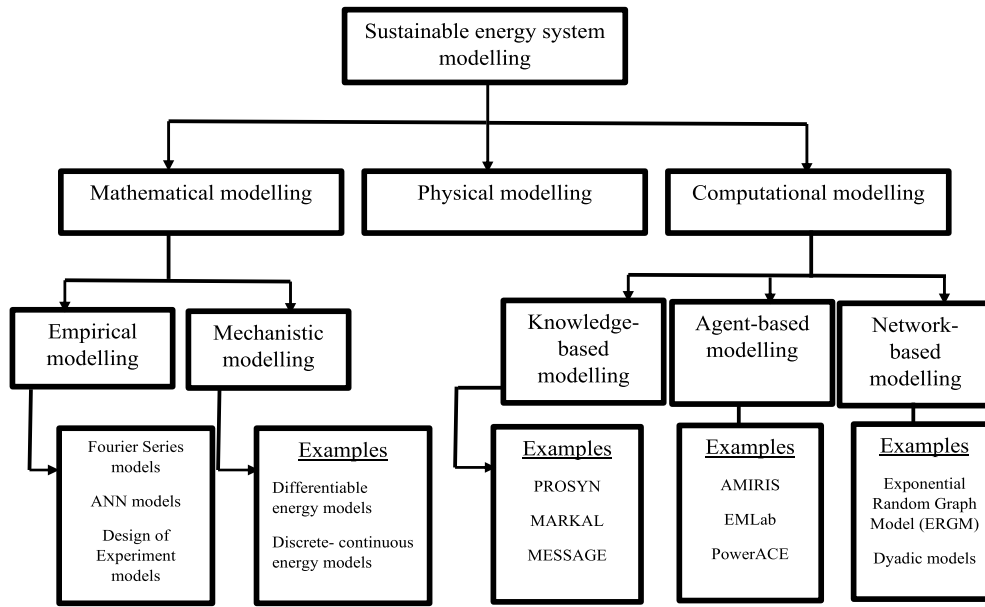 Sustainable energy system
modelling
Mathematical modelling
Physical modelling
Computational modelling
Empirical
modelling
Mechanistic
modelling
Knowledge-
based
modelling
Agent-based
modelling
Network-
based
modelling
Fourier Series
models
ANN models
Design of
Experiment
models
Examples
Differentiable
energy models
Discrete- continuous
energy models
Examples
PROSYN
MARKAL
MESSAGE
Examples
AMIRIS
EMLab
PowerACE
Examples
Exponential
Random Graph
Model (ERGM)
Dyadic models